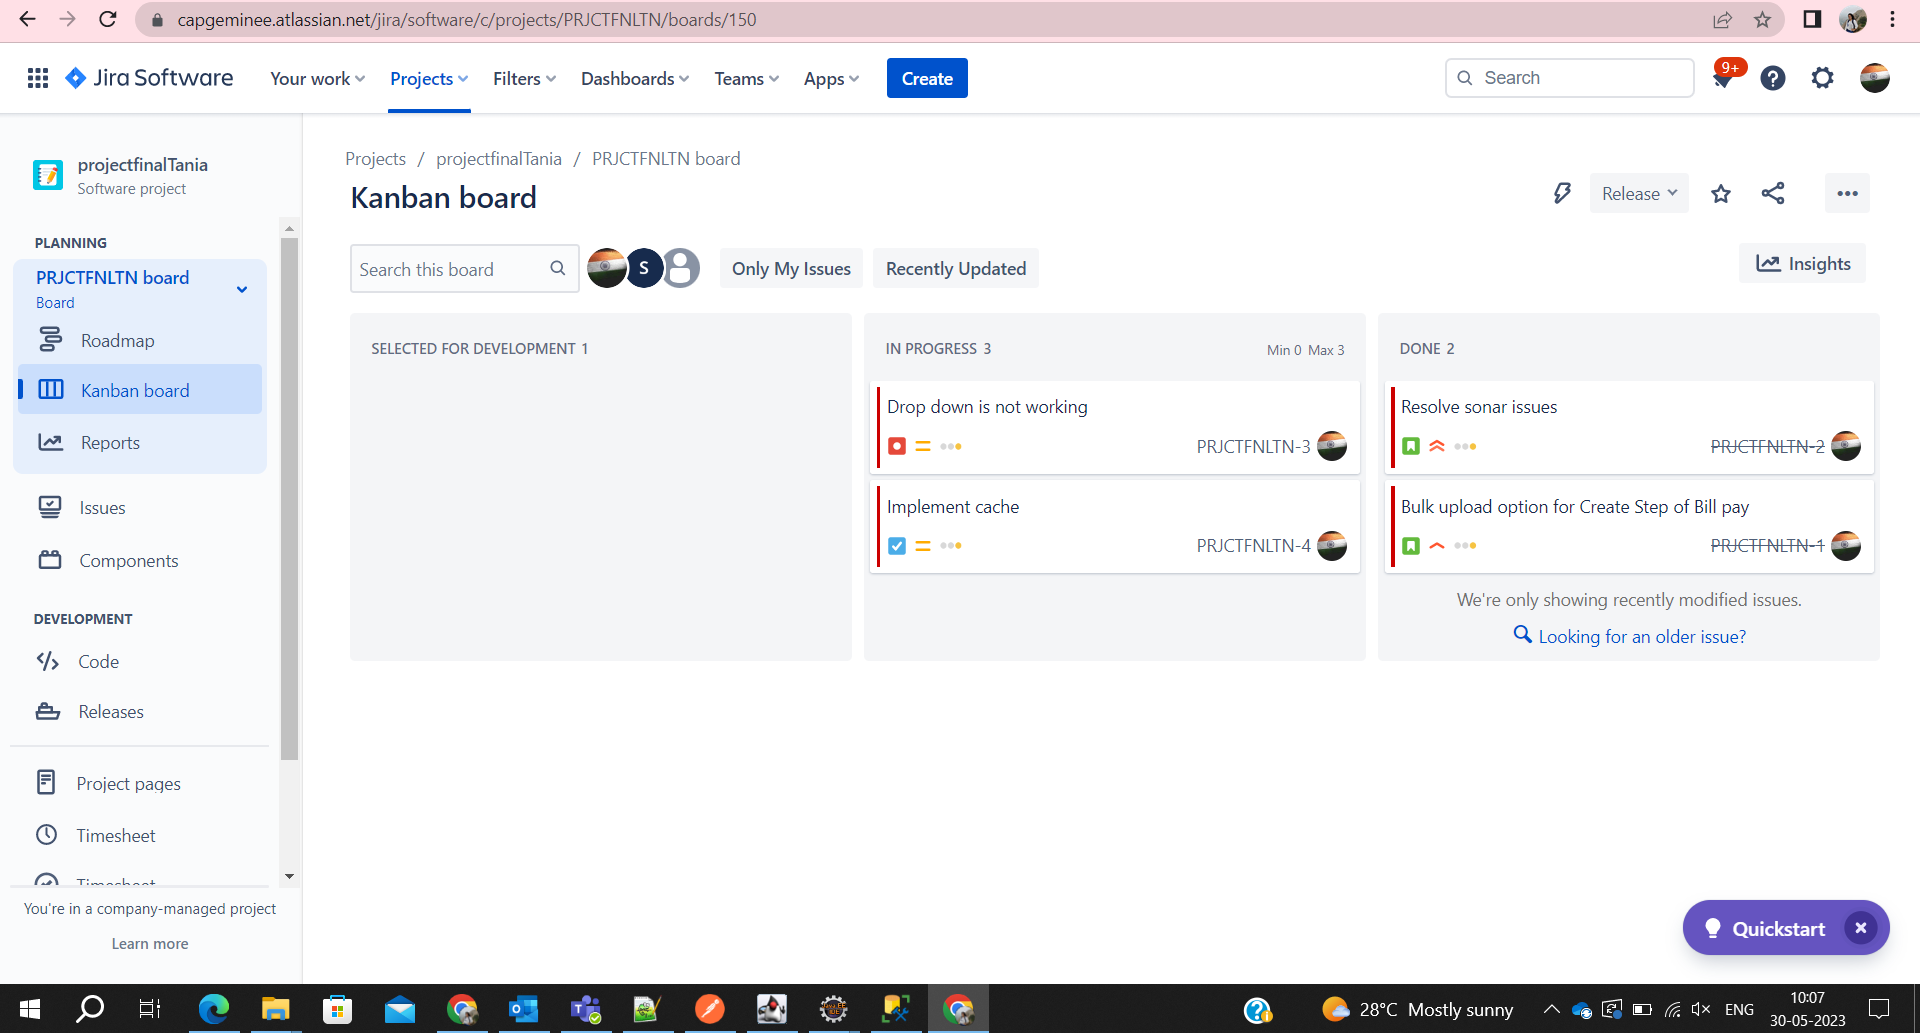 capgeminee.atlassian.net/jira/software/c/projects/PRJCTFNLTN/boards/150
Jira Software
Your work
Projects
Filters
Dashboards
Teams
Apps
Create
Search
9+
projectfinalTania
Software project
PLANNING
PRJCTFNLTN board
Board
Roadmap
Kanban board
Reports
Issues
Components
DEVELOPMENT
Code
Releases
Project pages
Timesheet
Timesheet
You're in a company-managed project
Learn more
Projects / projectfinalTania / PRJCTFNLTN board
Kanban board
Release
Search this board
S
Only My Issues
Recently Updated
Insights
SELECTED FOR DEVELOPMENT 1
IN PROGRESS 3
Min 0 Max 3
Drop down is not working
PRJCTFNLTN-3
Implement cache
PRJCTFNLTN-4
DONE 2
Resolve sonar issues
PRJCTFNLTN-2
Bulk upload option for Create Step of Bill pay
PRJCTFNLTN-1
We're only showing recently modified issues.
Looking for an older issue?
Quickstart
28°C Mostly sunny
ENG
10:07
30-05-2023